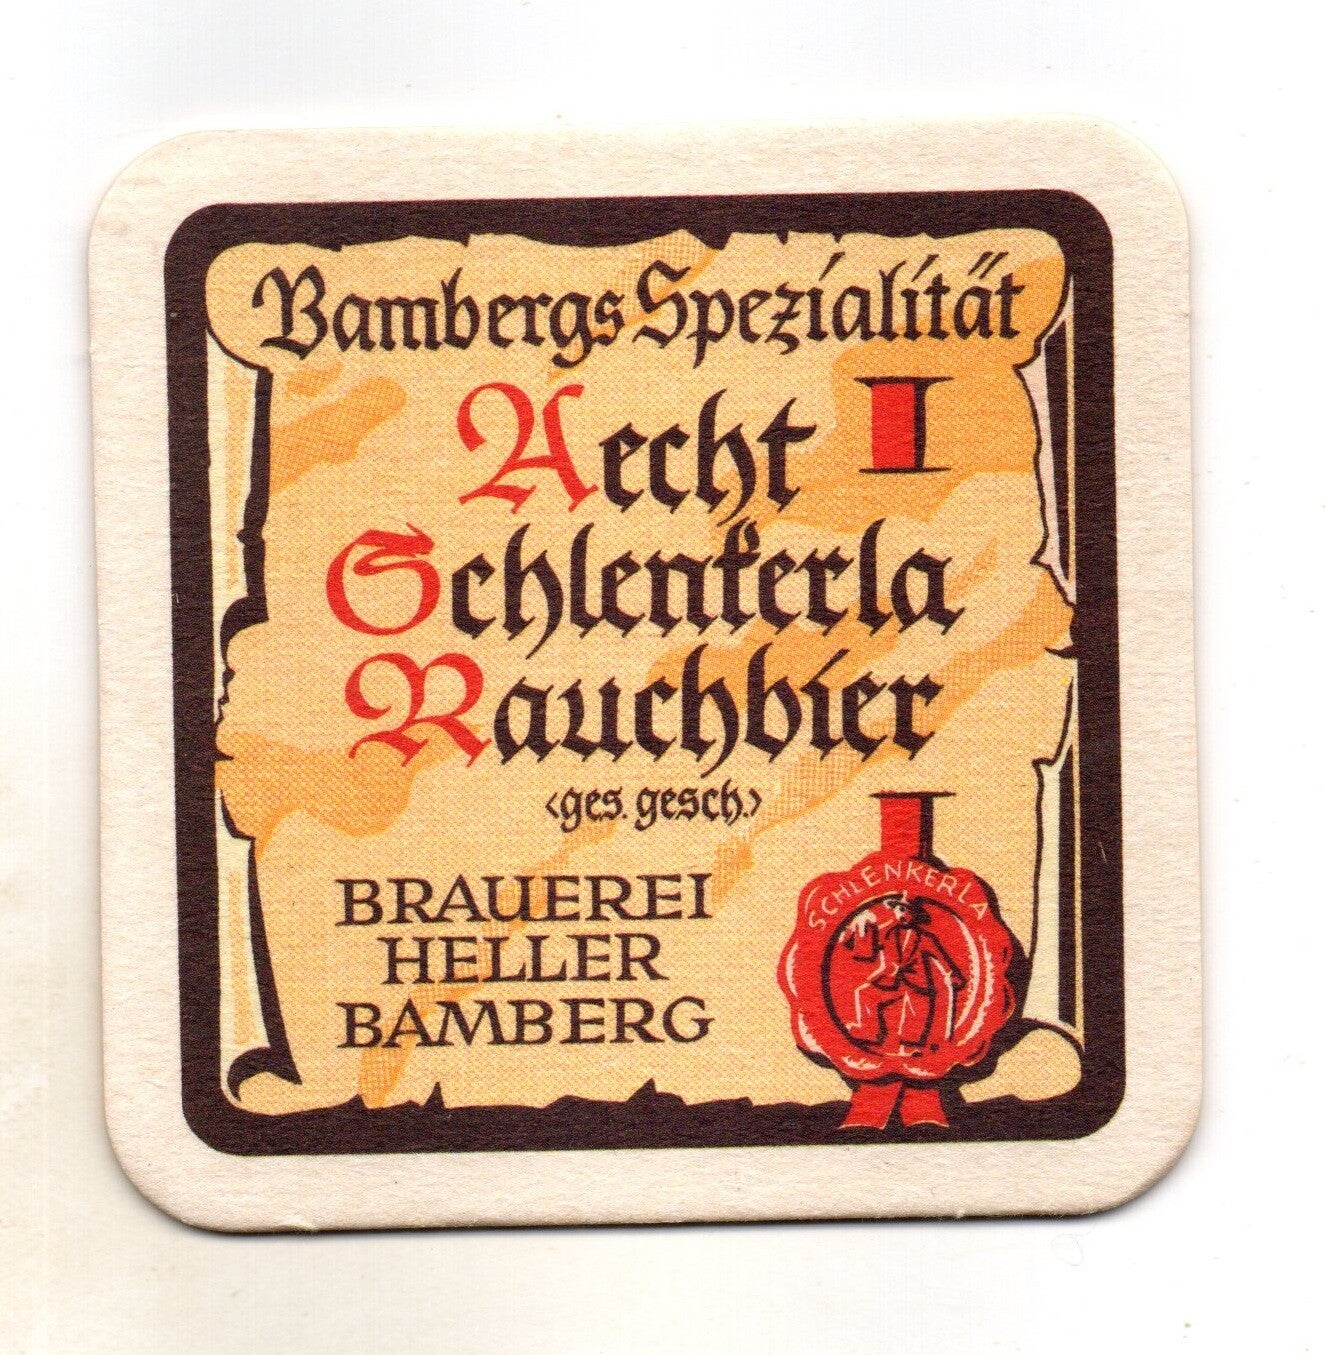 Bambergs Spezialität
Aecht
Schlenkerla
Rauchbier
<ges. gesch.>
BRAUEREI
HELLER
BAMBERG
SCHLENKERLA